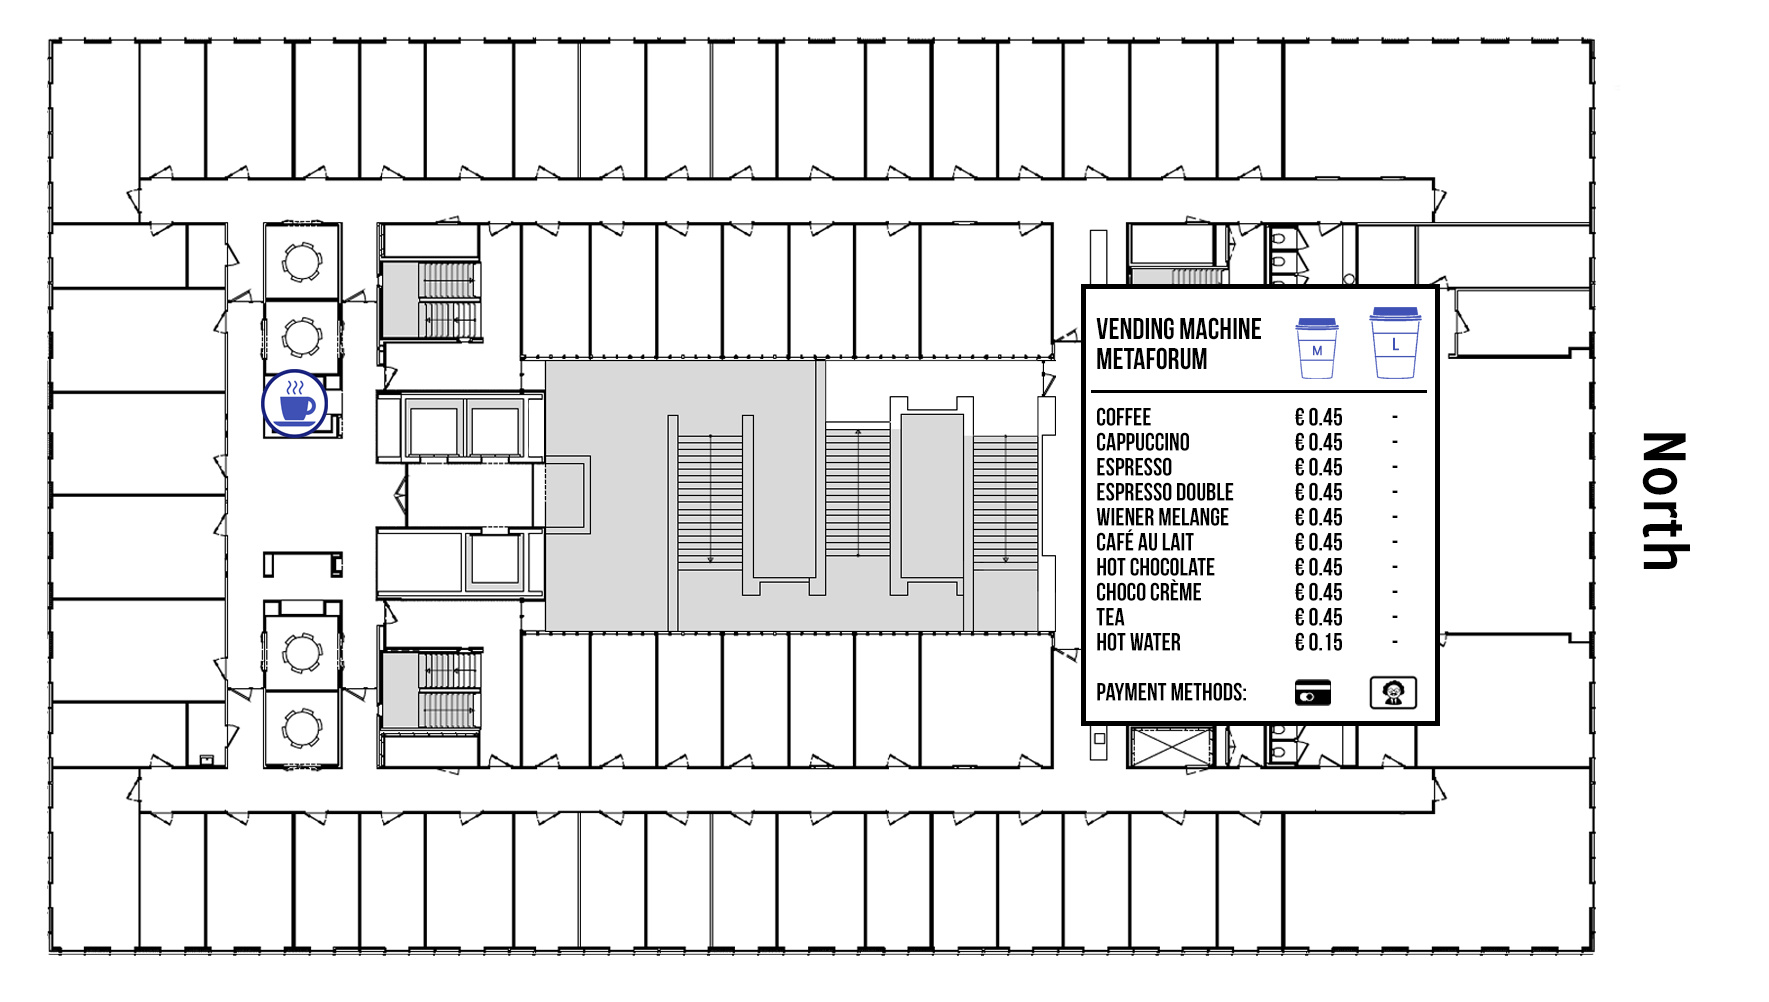 VENDING MACHINE
METAFORUM
M
L
COFFEE € 0.45 -
CAPPUCCINO € 0.45 -
ESPRESSO € 0.45 -
ESPRESSO DOUBLE € 0.45 -
WIENER MELANGE € 0.45 -
CAFÉ AU LAIT € 0.45 -
HOT CHOCOLATE € 0.45 -
CHOCO CRÈME € 0.45 -
TEA € 0.45 -
HOT WATER € 0.15 -
PAYMENT METHODS:
North